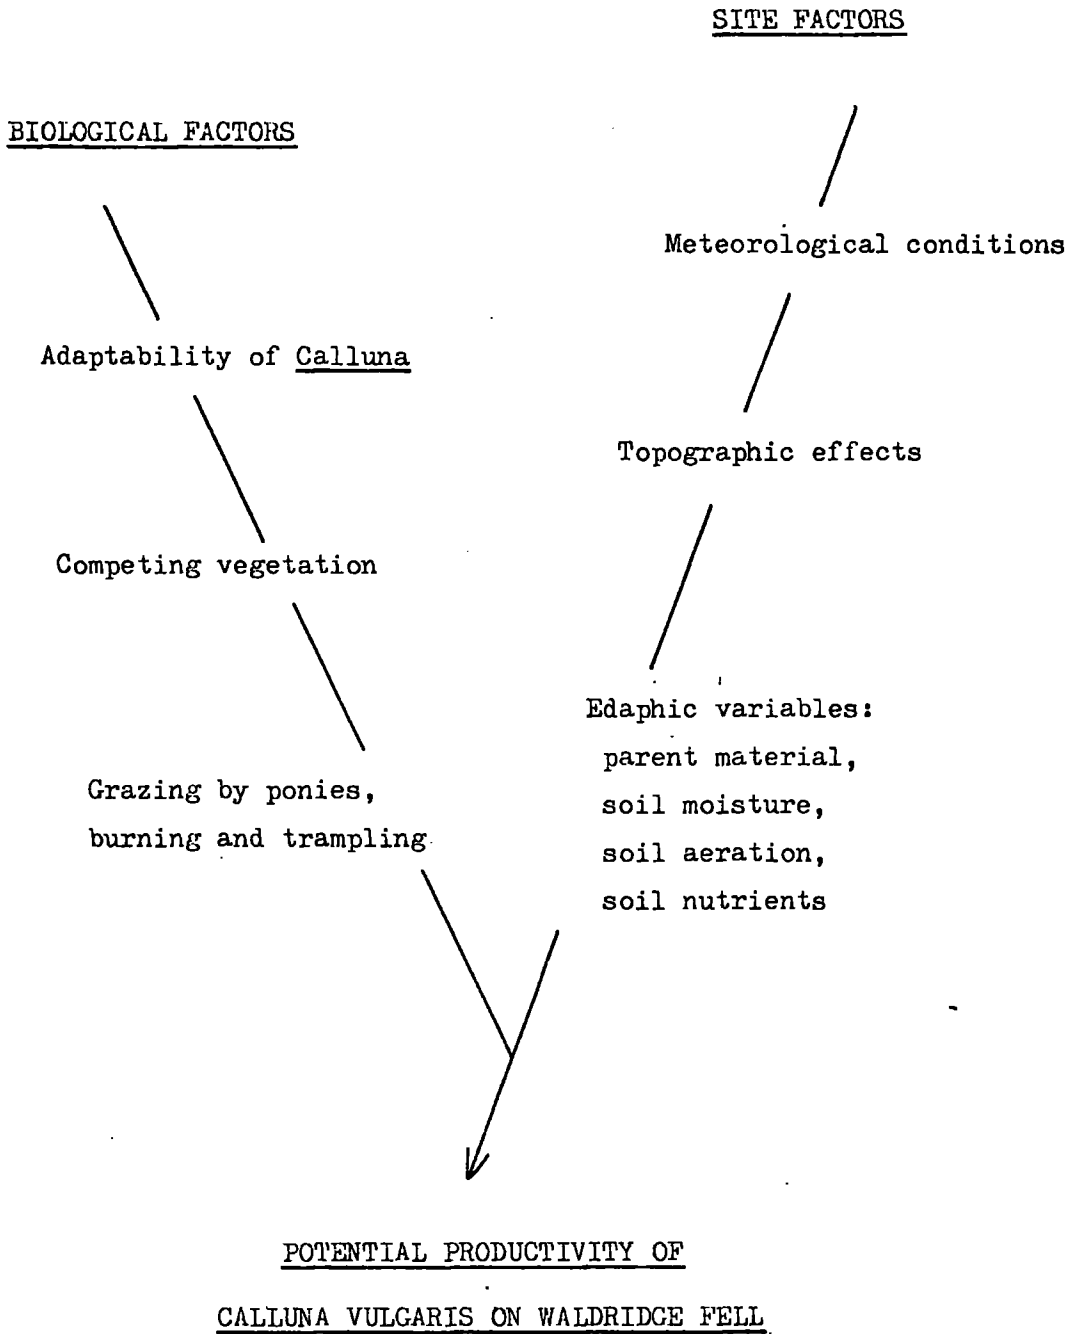 SITE FACTORS
BIOLOGICAL FACTORS
Meteorological conditions
Adaptability of Calluna
Topographic effects
Competing vegetation
Edaphic variables:
parent material,
soil moisture,
soil aeration,
soil nutrients
Grazing by ponies,
burning and trampling
POTENTIAL PRODUCTIVITY OF
CALLUNA VULGARIS ON WALDRIDGE FELL